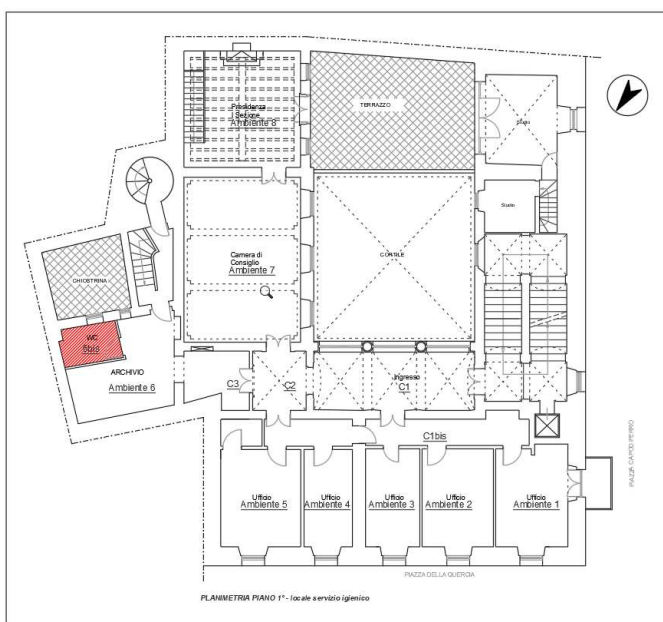 Presidenza
I Sezione
Ambiente 8
TERRAZZO
Studio
Studio
CORTILE
Camera di
Consiglio
Ambiente 7
CHIOSTRINA
WC
6bis
ARCHIVIO
Ambiente 6
C3
C2
Ingresso
C1
C1bis
Ufficio
Ambiente 5
Ufficio
Ambiente 4
Ufficio
Ambiente 3
Ufficio
Ambiente 2
Ufficio
Ambiente 1
PIAZZA CAPO DI FERRO
PIAZZA DELLA QUERCIA
PLANIMETRIA PIANO 1° - locale servizio igienico